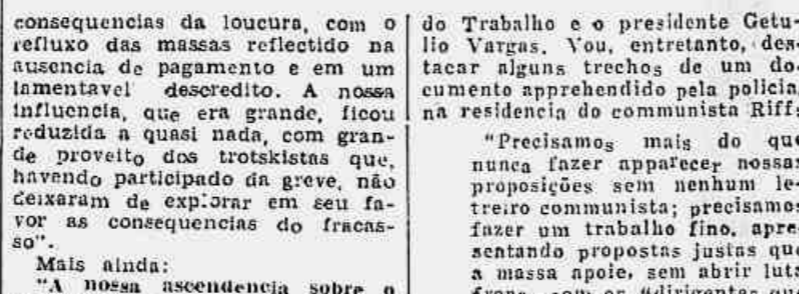 consequencias da loucura, com o
refluxo das massas reflectido na
ausencia de pagamento e em um
lamentavel descredito. A nossa
influencia, que era grande, ficou
reduzida a quasi nada, com gran-
de proveito dos trotskistas que,
havendo participado da greve, não
deixaram de explorar em seu fa-
vor as consequencias do fracas-
so".
Mais ainda:
"A nossa ascendencia sobre o
do Trabalho e o presidente Getu-
lio Vargas. Vou, entretanto, des-
tacar alguns trechos de um do-
cumento apprehendido pela policia
na residencia do communista Riff:
"Precisamos mais do que
nunca fazer apparecer nossas
proposições sem nenhum le-
treiro communista; precisamos
fazer um trabalho fino, apre-
sentando propostas justas que
a massa apoie, sem abrir luta
com os "dirigentes que